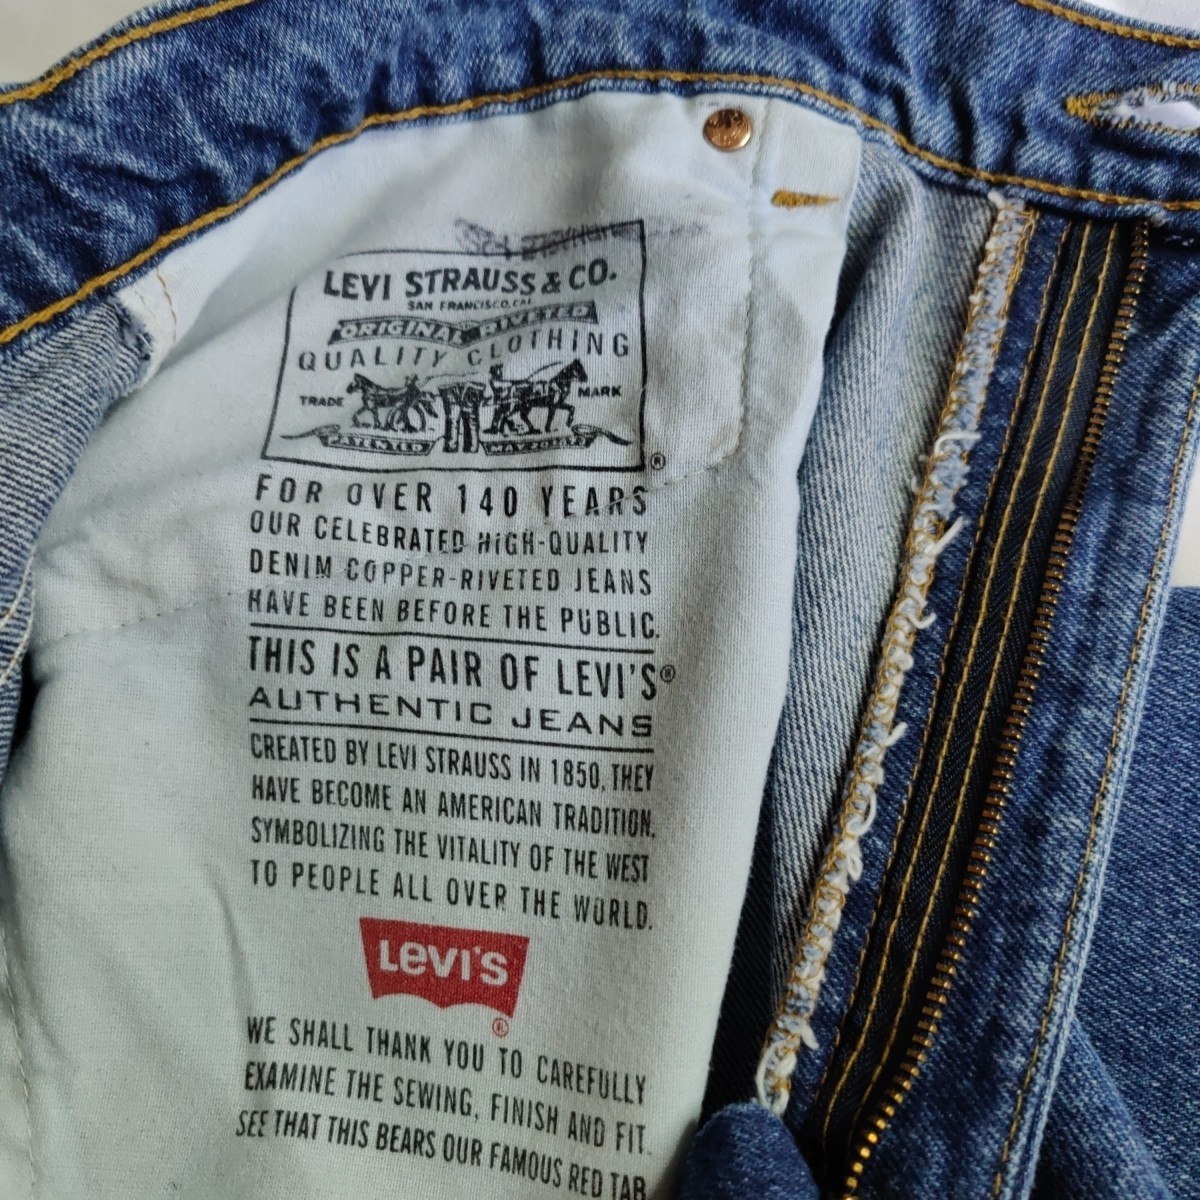 LEVI STRAUSS & CO.
SAN FRANCISCO, CAL
ORIGINAL RIVETED
QUALITY CLOTHING
TRADE MARK
PATENTED
®
FOR OVER 140 YEARS
OUR CELEBRATED HIGH-QUALITY
DENIM COPPER-RIVETED JEANS
HAVE BEEN BEFORE THE PUBLIC.
THIS IS A PAIR OF LEVI'S®
AUTHENTIC JEANS
CREATED BY LEVI STRAUSS IN 1850, THEY
HAVE BECOME AN AMERICAN TRADITION,
SYMBOLIZING THE VITALITY OF THE WEST
TO PEOPLE ALL OVER THE WORLD.
LEVI'S
®
WE SHALL THANK YOU TO CAREFULLY
EXAMINE THE SEWING, FINISH AND FIT.
SEE THAT THIS BEARS OUR FAMOUS RED TAB